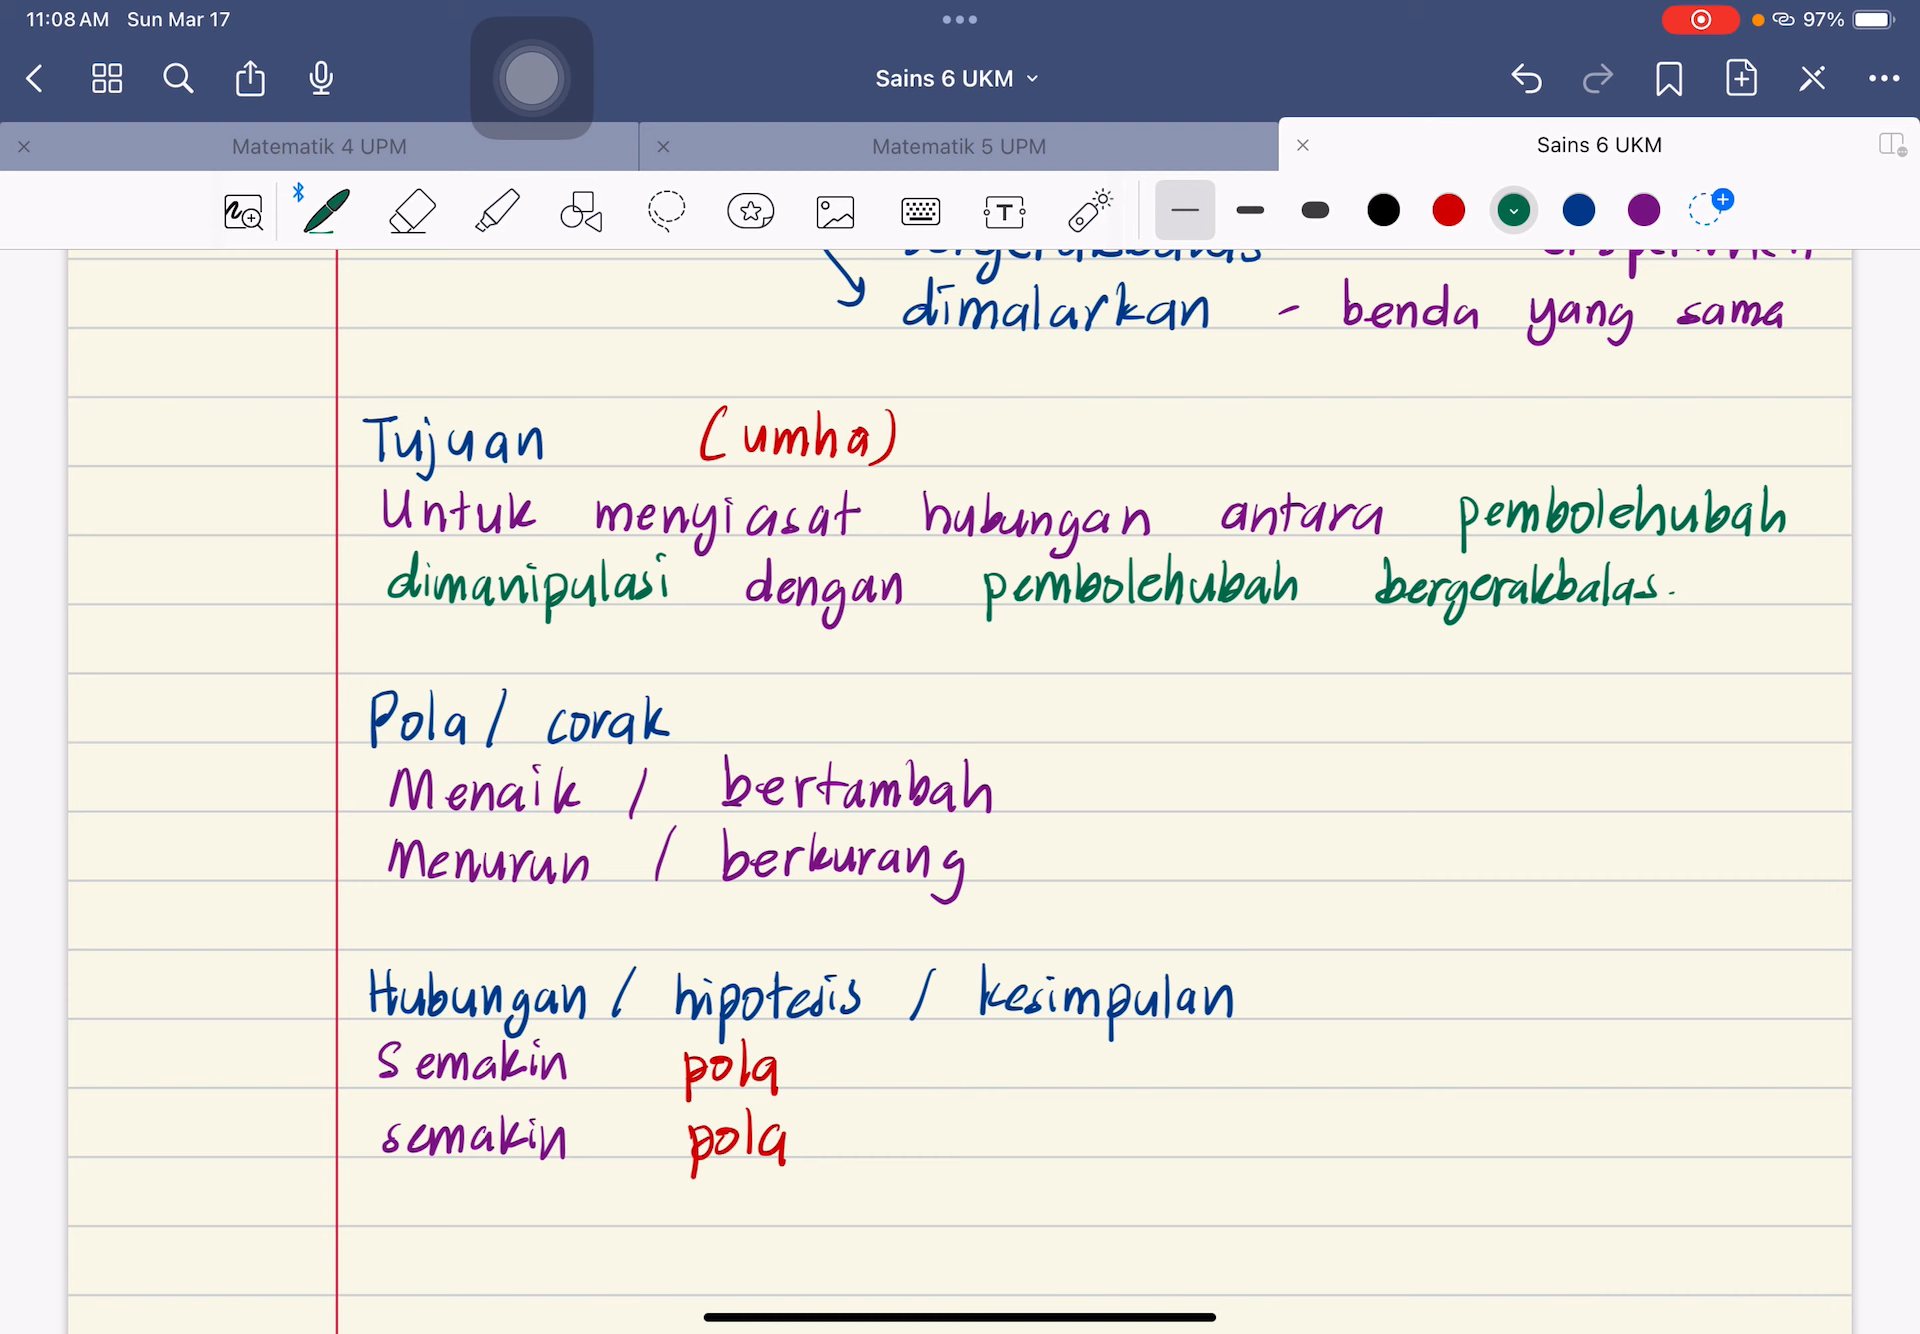 11:08 AM Sun Mar 17
97%
Sains 6 UKM
Matematik 4 UPM
Matematik 5 UPM
Sains 6 UKM
dimalarkan - benda yang sama
Tujuan (umha)
Untuk menyiasat hubungan antara pembolehubah
dimanipulasi dengan pembolehubah bergerakbalas.
Pola / corak
Menaik / bertambah
Menurun / berkurang
Hubungan / hipotesis / kesimpulan
Semakin pola
semakin pola